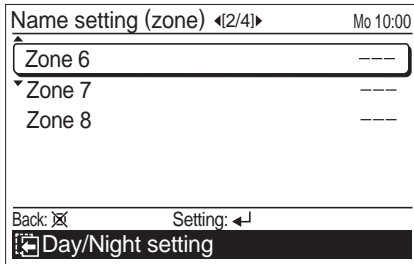 Name setting (zone) ◂[2/4]▸ Mo 10:00
Zone 6 ---
Zone 7 ---
Zone 8 ---
Back: Setting: ↵
Day/Night setting